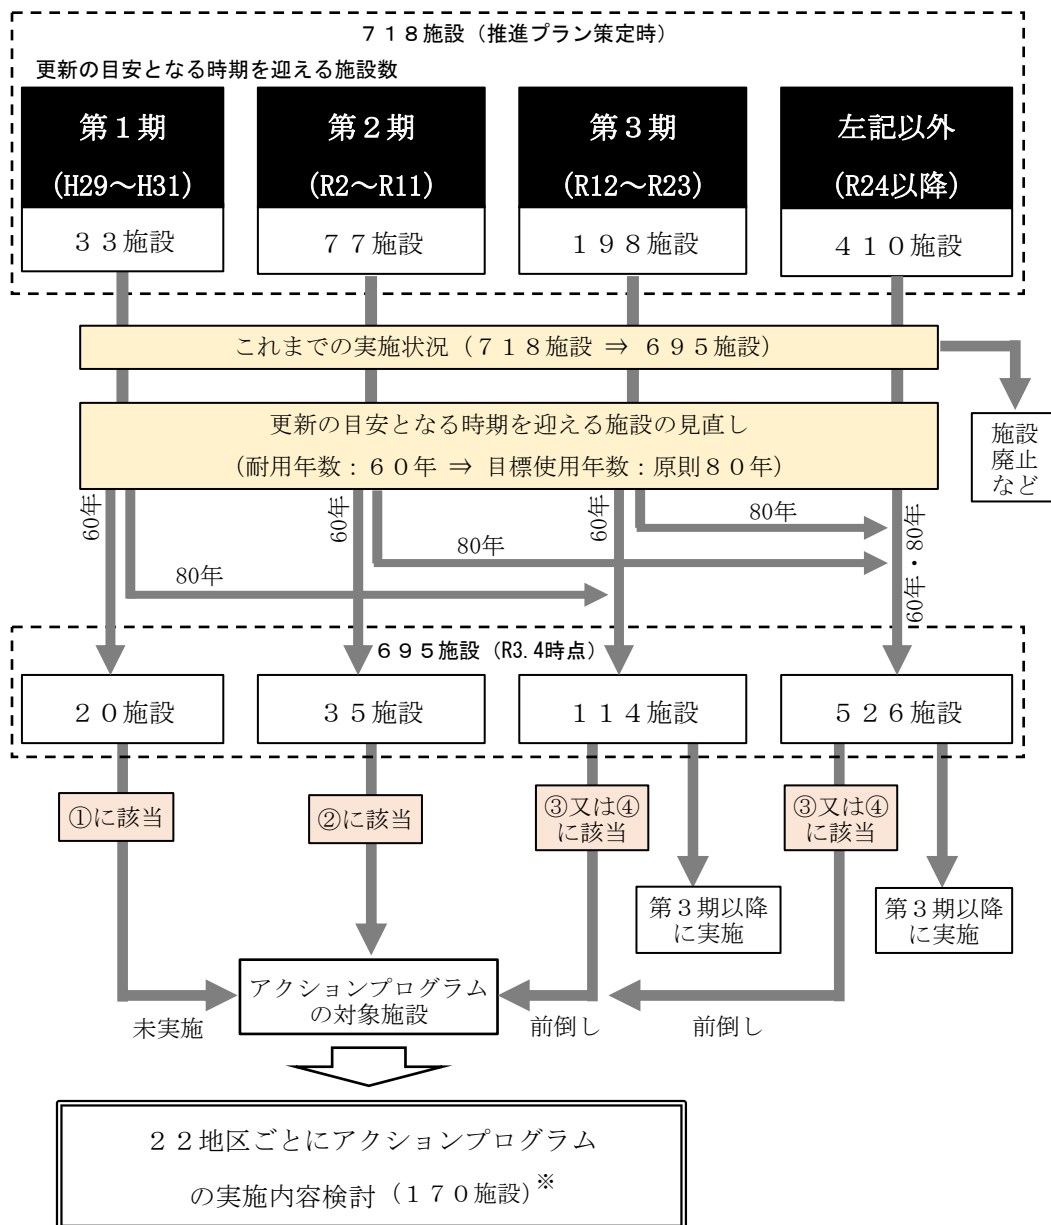 ７１８施設（推進プラン策定時）
更新の目安となる時期を迎える施設数
第１期
(H29～H31)
３３施設
第２期
(R2～R11)
７７施設
第３期
(R12～R23)
１９８施設
左記以外
(R24以降)
４１０施設
これまでの実施状況（７１８施設 ⇒ ６９５施設）
更新の目安となる時期を迎える施設の見直し
（耐用年数：６０年 ⇒ 目標使用年数：原則８０年）
施設
廃止
など
60年
80年
60年
80年
60年
80年
60年・80年
６９５施設（R3.4時点）
２０施設
３５施設
１１４施設
５２６施設
①に該当
②に該当
③又は④
に該当
③又は④
に該当
第３期以降
に実施
第３期以降
に実施
アクションプログラム
の対象施設
未実施
前倒し
前倒し
２２地区ごとにアクションプログラム
の実施内容検討（１７０施設）※